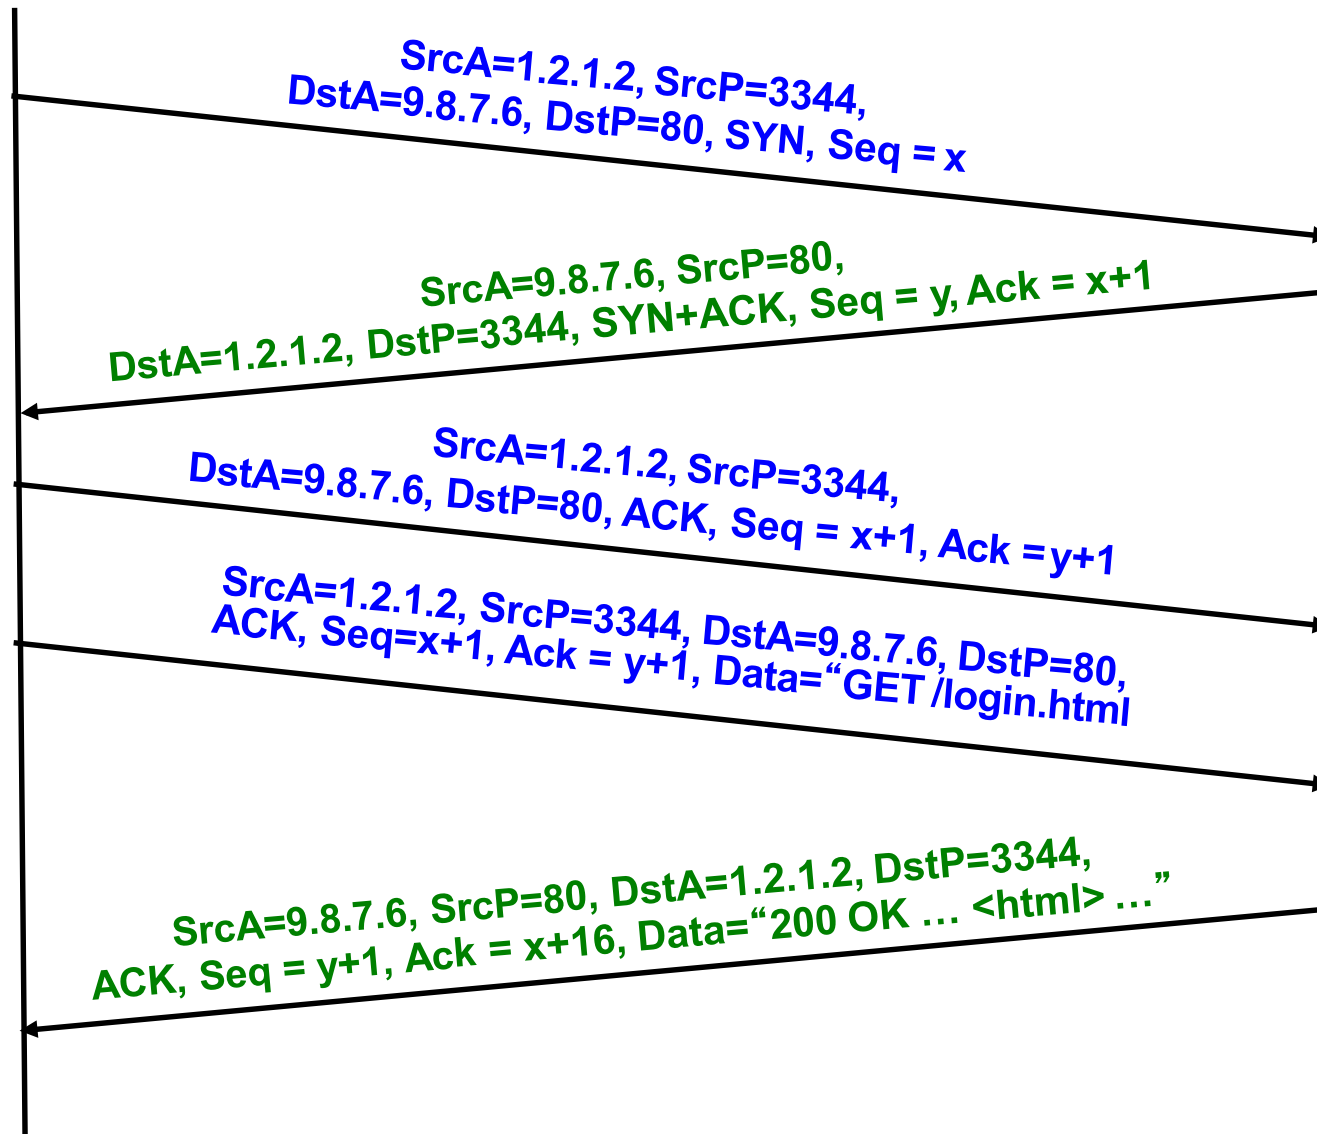 SrcA=1.2.1.2, SrcP=3344,
DstA=9.8.7.6, DstP=80, SYN, Seq = x
SrcA=9.8.7.6, SrcP=80,
DstA=1.2.1.2, DstP=3344, SYN+ACK, Seq = y, Ack = x+1
SrcA=1.2.1.2, SrcP=3344,
DstA=9.8.7.6, DstP=80, ACK, Seq = x+1, Ack = y+1
SrcA=1.2.1.2, SrcP=3344, DstA=9.8.7.6, DstP=80,
ACK, Seq=x+1, Ack = y+1, Data=“GET /login.html
SrcA=9.8.7.6, SrcP=80, DstA=1.2.1.2, DstP=3344,
ACK, Seq = y+1, Ack = x+16, Data=“200 OK … <html> …”